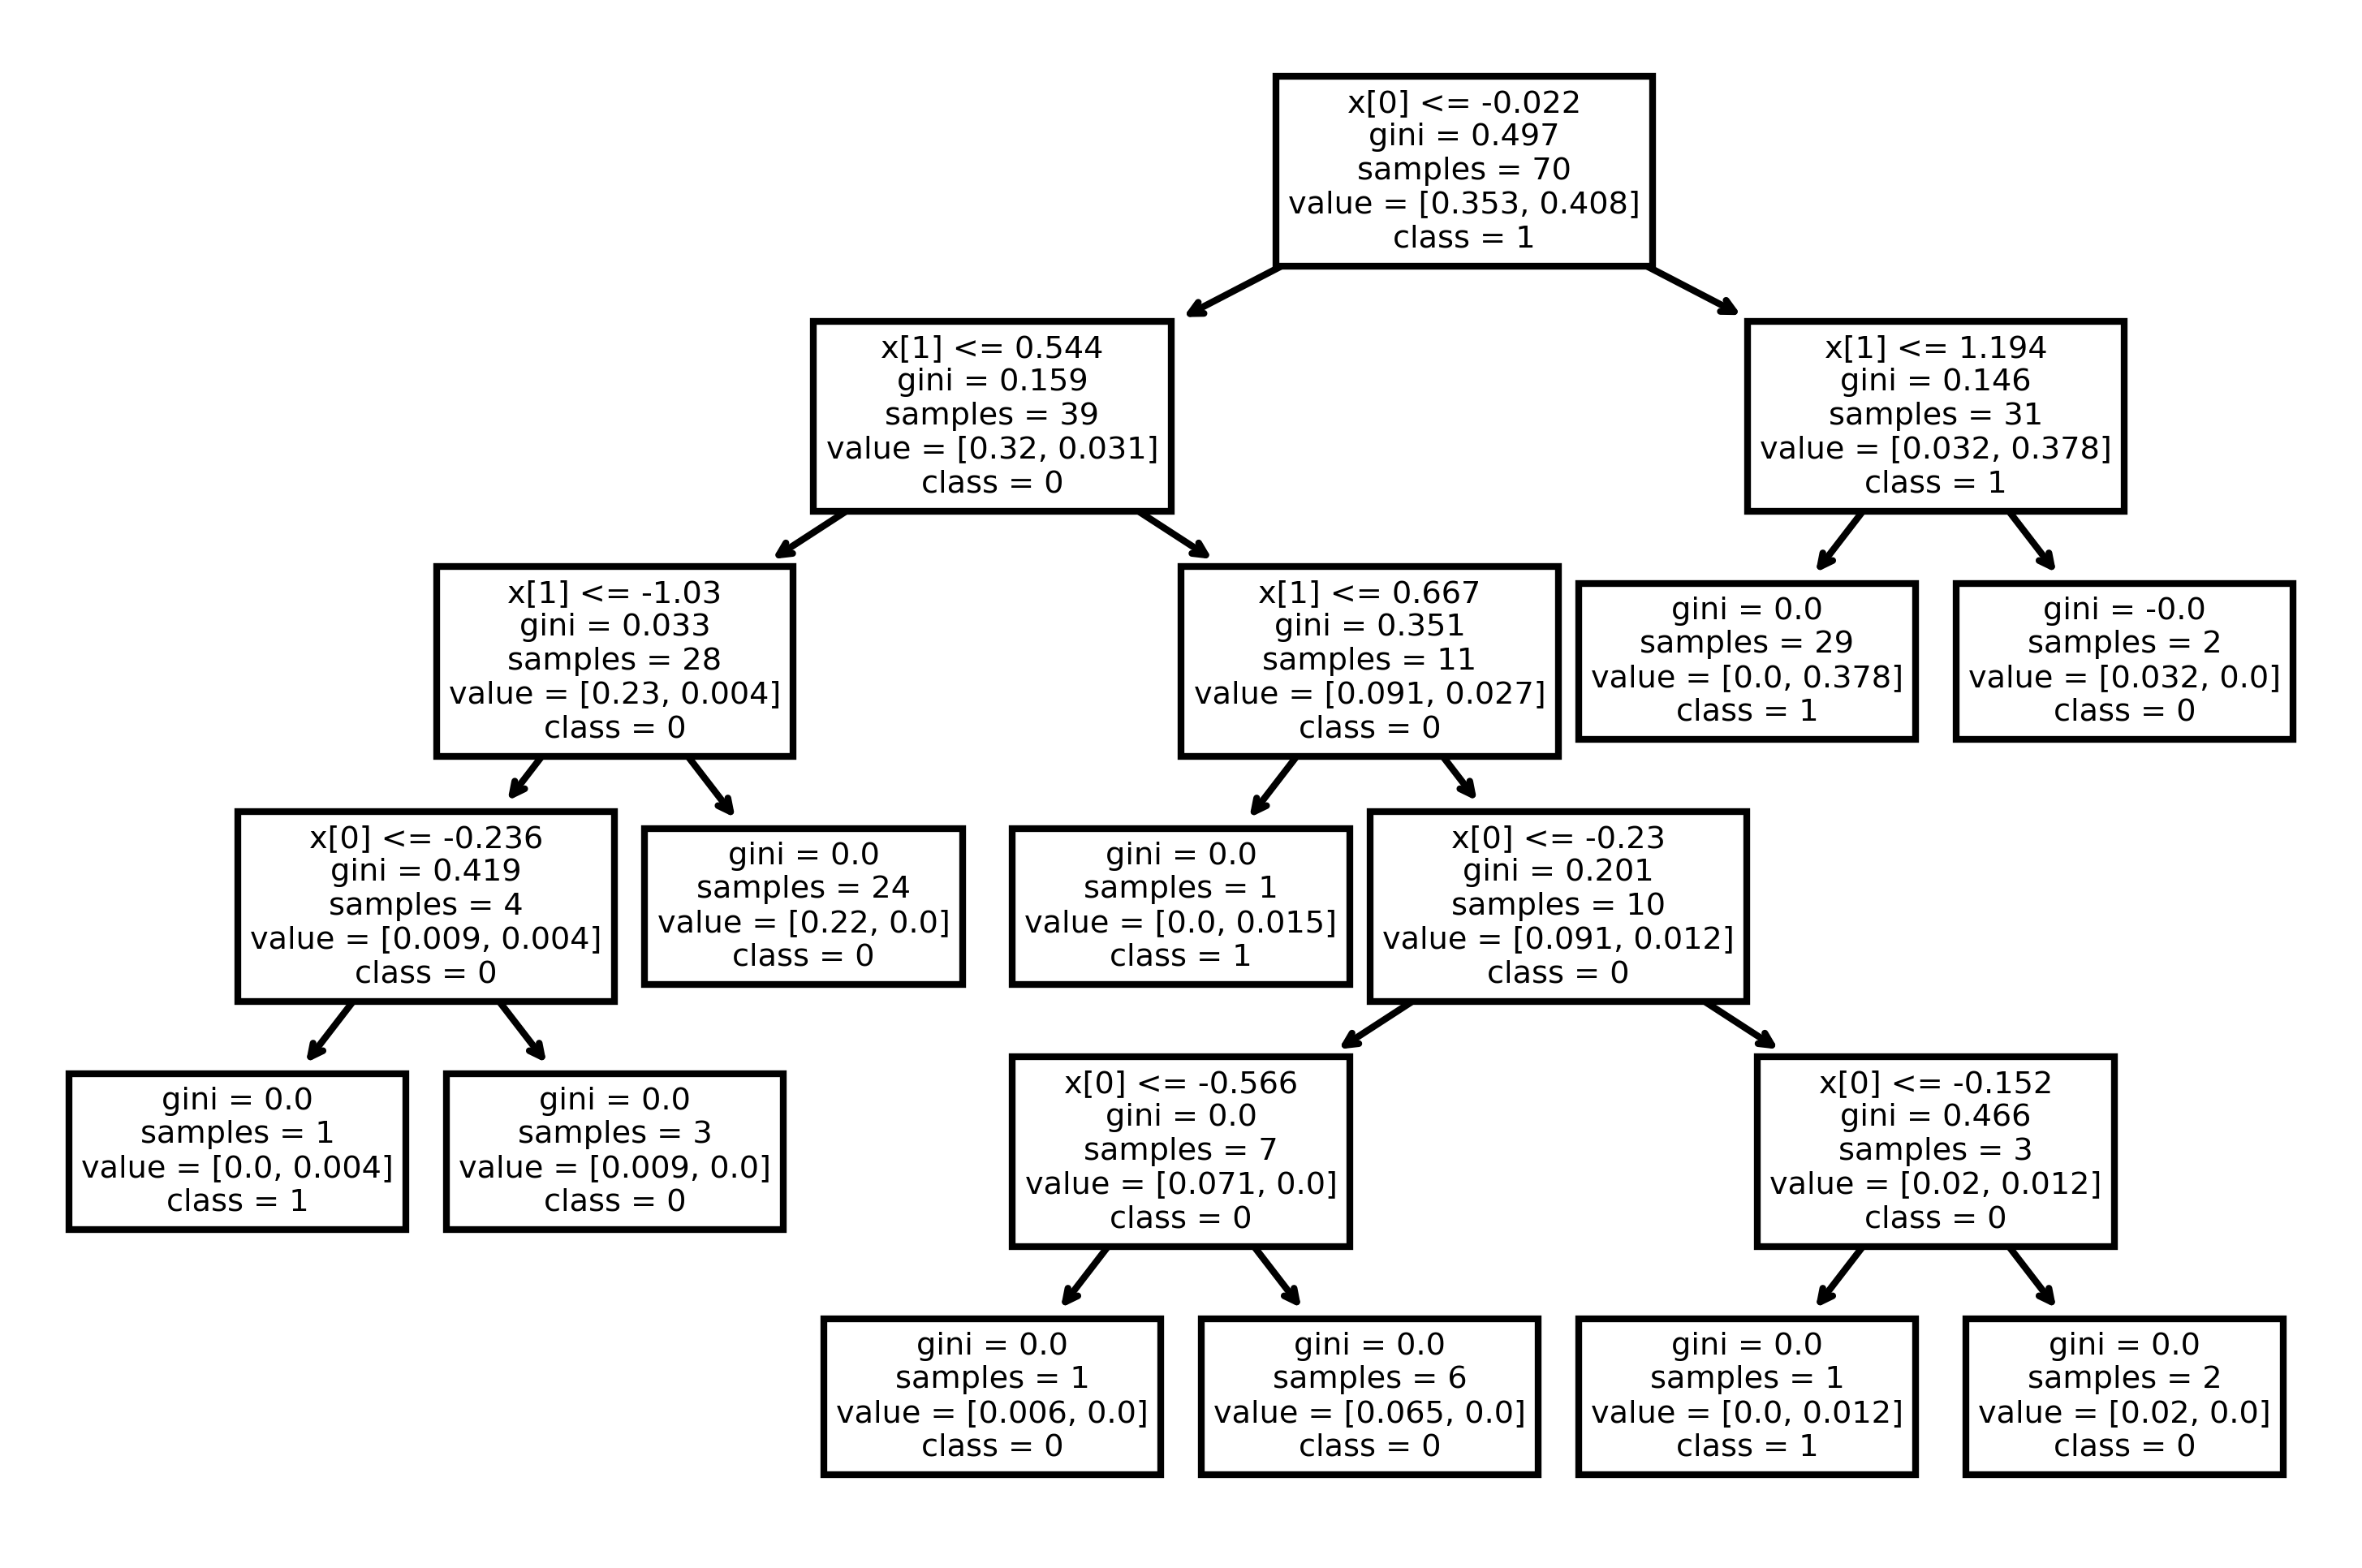 x[0] <= -0.022
gini = 0.497
samples = 70
value = [0.353, 0.408]
class = 1
x[1] <= 0.544
gini = 0.159
samples = 39
value = [0.32, 0.031]
class = 0
x[1] <= 1.194
gini = 0.146
samples = 31
value = [0.032, 0.378]
class = 1
x[1] <= -1.03
gini = 0.033
samples = 28
value = [0.23, 0.004]
class = 0
x[1] <= 0.667
gini = 0.351
samples = 11
value = [0.091, 0.027]
class = 0
gini = 0.0
samples = 29
value = [0.0, 0.378]
class = 1
gini = -0.0
samples = 2
value = [0.032, 0.0]
class = 0
x[0] <= -0.236
gini = 0.419
samples = 4
value = [0.009, 0.004]
class = 0
gini = 0.0
samples = 24
value = [0.22, 0.0]
class = 0
gini = 0.0
samples = 1
value = [0.0, 0.015]
class = 1
x[0] <= -0.23
gini = 0.201
samples = 10
value = [0.091, 0.012]
class = 0
gini = 0.0
samples = 1
value = [0.0, 0.004]
class = 1
gini = 0.0
samples = 3
value = [0.009, 0.0]
class = 0
x[0] <= -0.566
gini = 0.0
samples = 7
value = [0.071, 0.0]
class = 0
x[0] <= -0.152
gini = 0.466
samples = 3
value = [0.02, 0.012]
class = 0
gini = 0.0
samples = 1
value = [0.006, 0.0]
class = 0
gini = 0.0
samples = 6
value = [0.065, 0.0]
class = 0
gini = 0.0
samples = 1
value = [0.0, 0.012]
class = 1
gini = 0.0
samples = 2
value = [0.02, 0.0]
class = 0